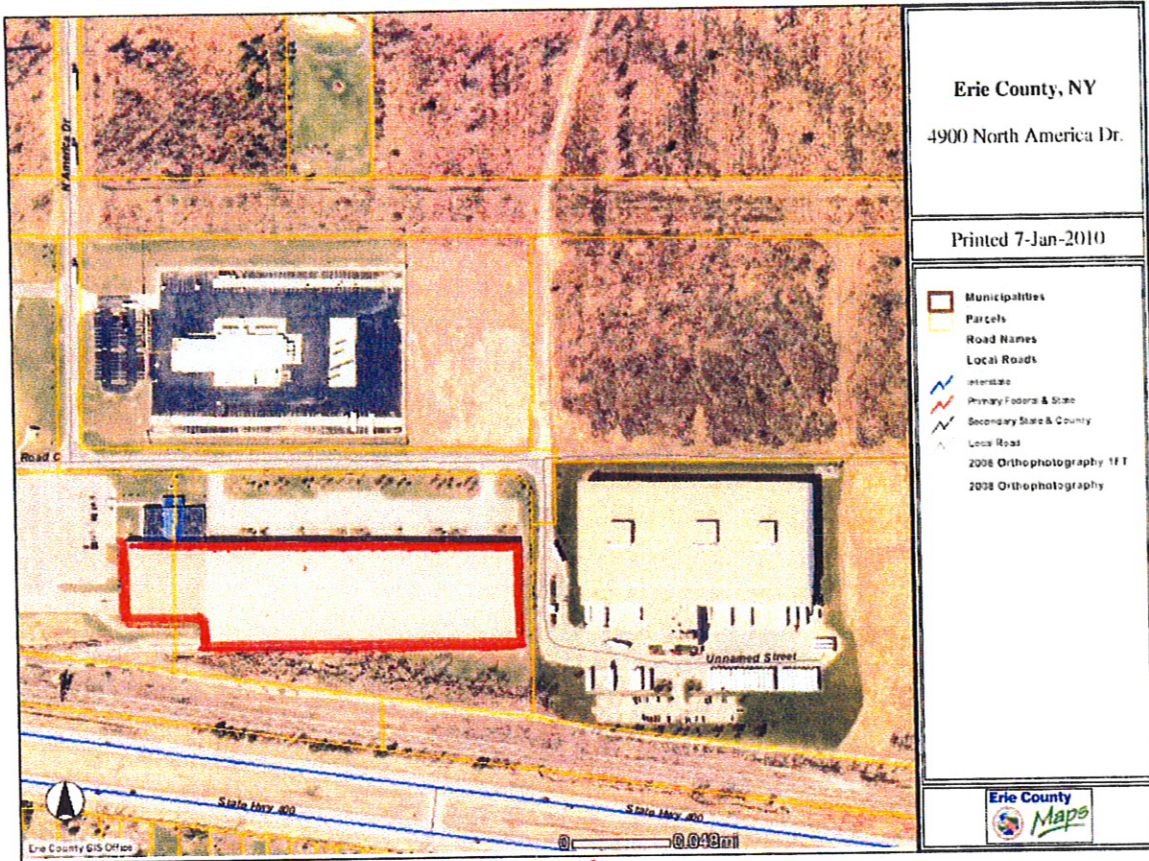 Erie County, NY
4900 North America Dr.
Printed 7-Jan-2010
Municipalities
Parcels
Road Names
Local Roads
Interstate
Primary Federal & State
Secondary State & County
Local Road
2008 Orthophotography 1FT
2008 Orthophotography
Erie County
Maps
N America Dr
Road C
Unnamed Street
State Hwy 400
State Hwy 400
Erie County GIS Office
0 0.048mi